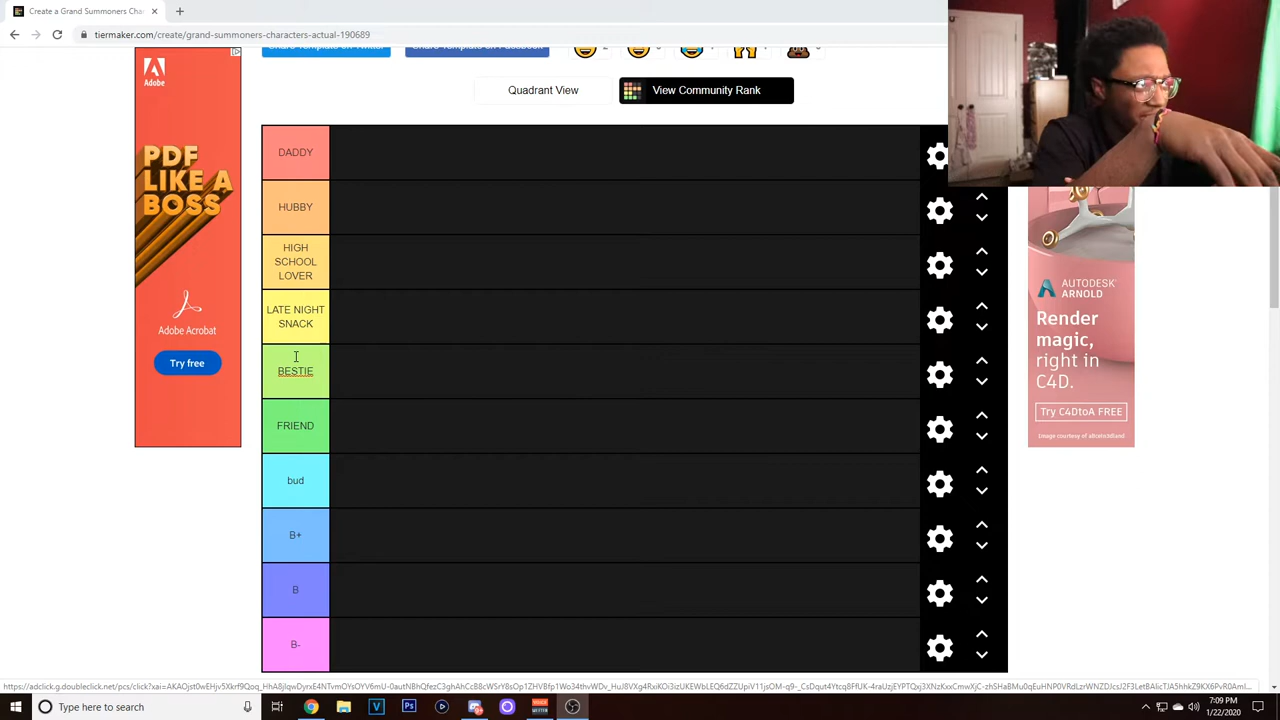 Create a Grand Summoners Cha
tiermaker.com/create/grand-summoners-characters-actual-190689
Quadrant View
View Community Rank
Adobe
PDF
LIKE A
BOSS
Adobe Acrobat
Try free
DADDY
HUBBY
HIGH
SCHOOL
LOVER
LATE NIGHT
SNACK
BESTIE
FRIEND
bud
B+
B
B-
AUTODESK
ARNOLD
Render
magic,
right in
C4D.
Try C4DtoA FREE
Type here to search
7:09 PM
1/22/2020